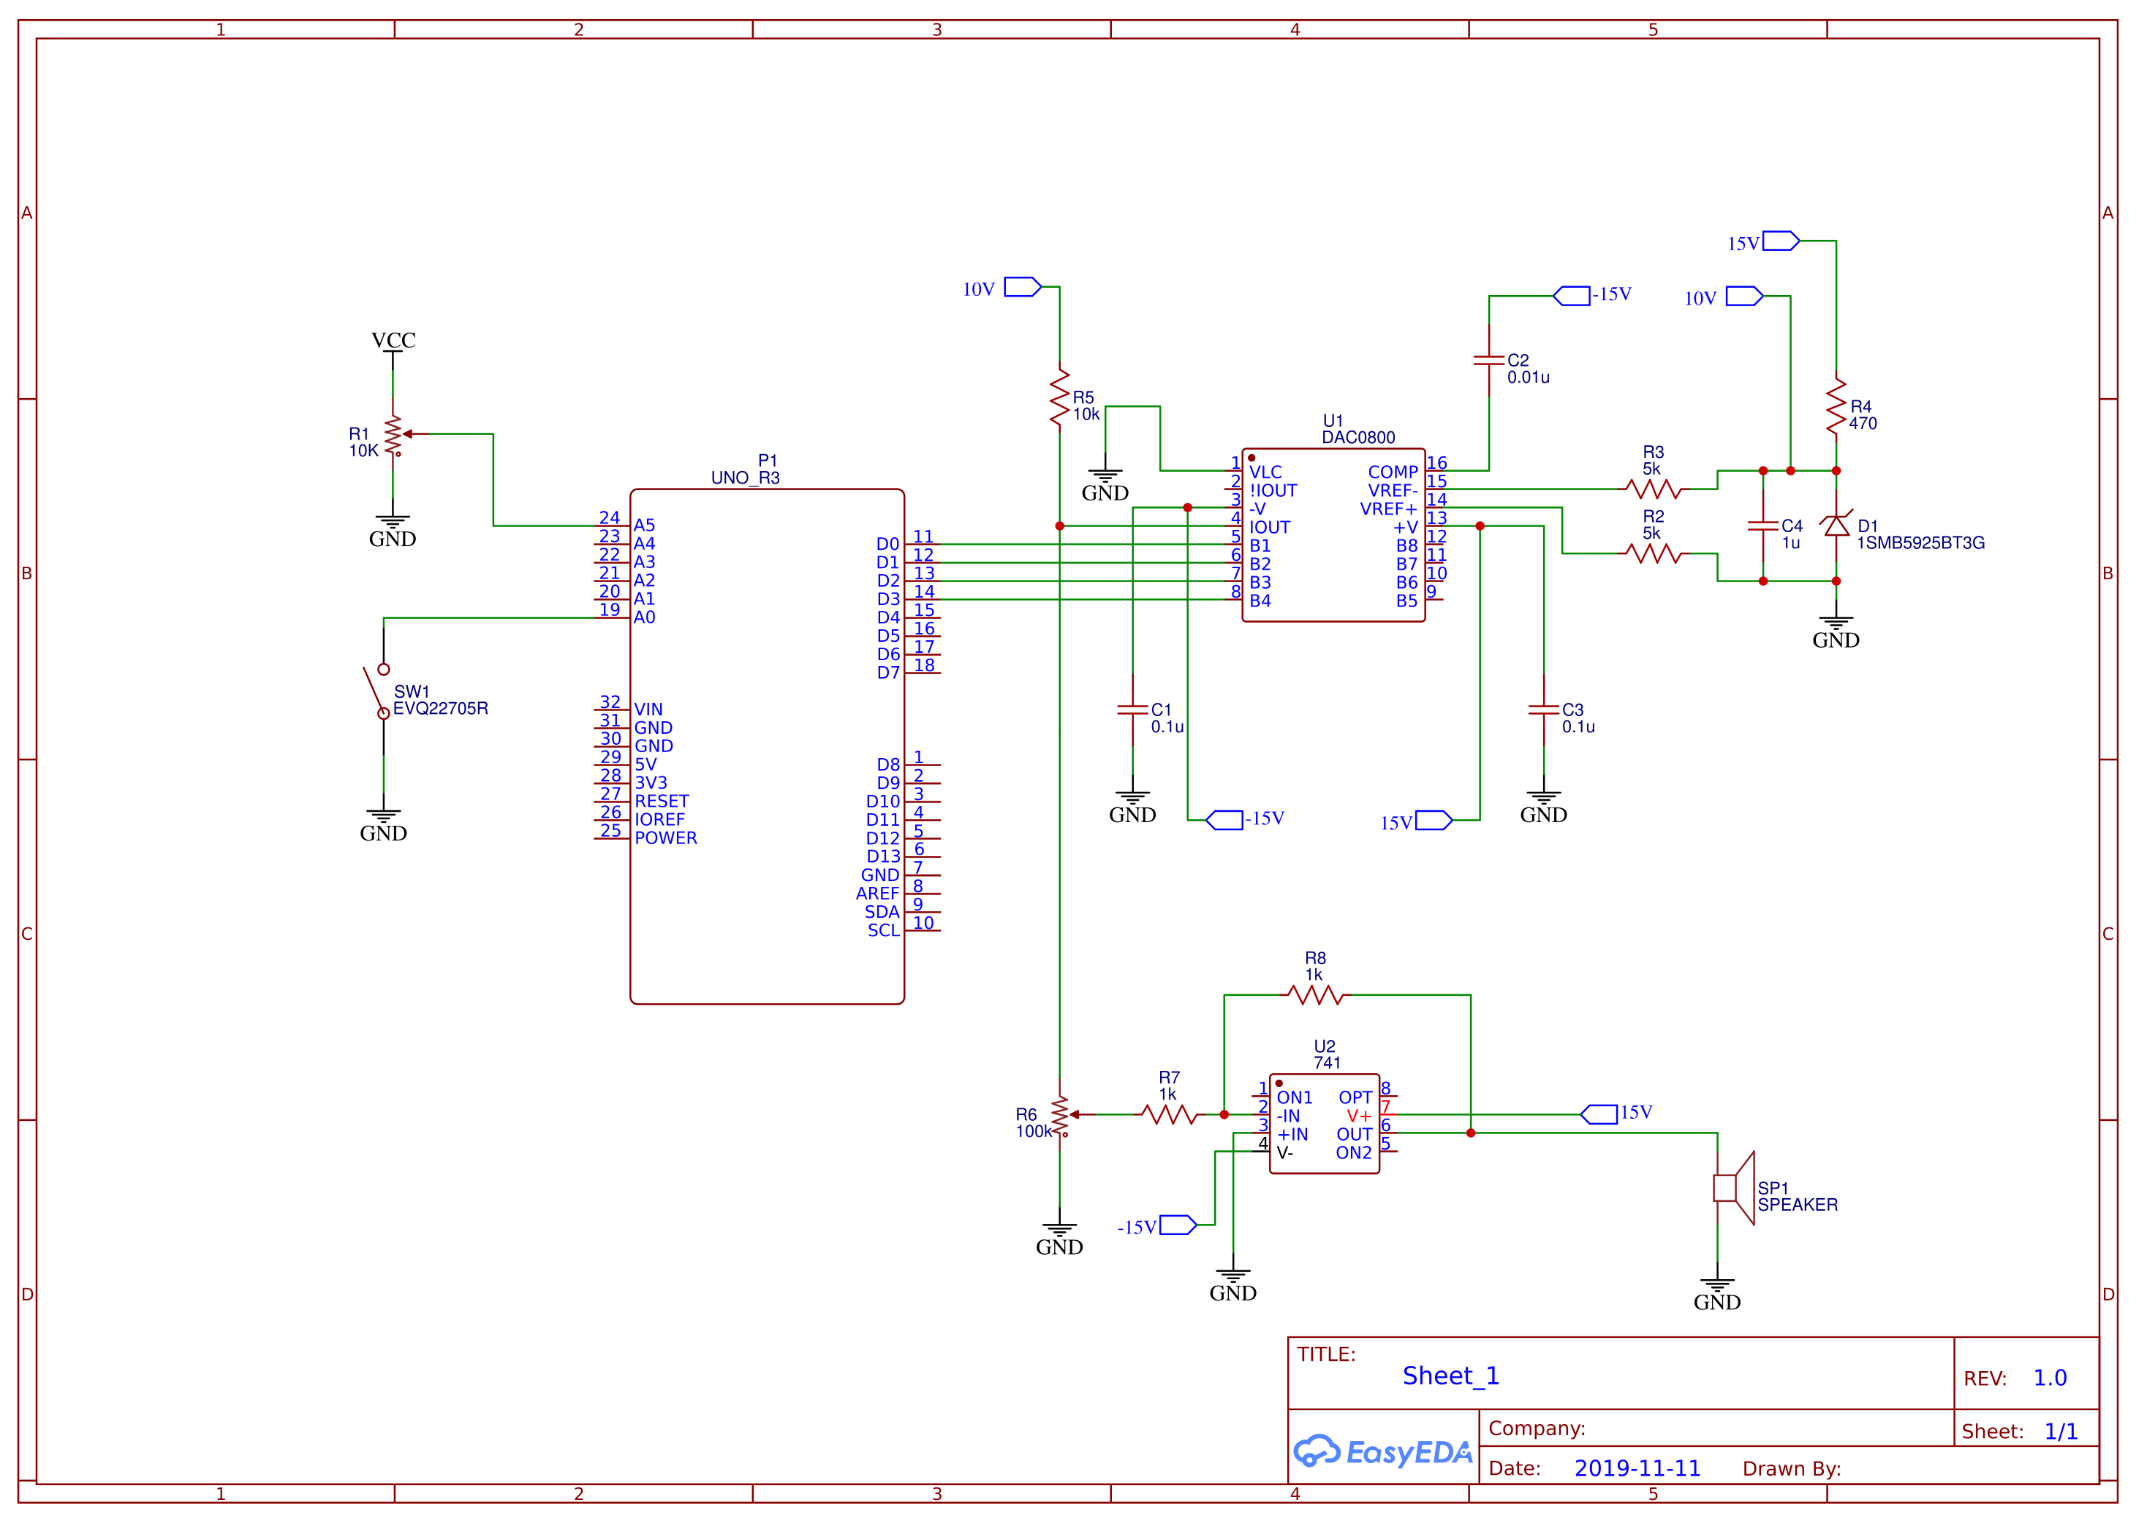 1 2 3 4 5
A
B
C
D
A
B
C
D
15V
10V
10V
-15V
VCC
C2
0.01u
R1
10K
GND
R5
10k
GND
R4
470
P1
UNO_R3
24 A5
23 A4
22 A3
21 A2
20 A1
19 A0
32 VIN
31 GND
30 GND
29 5V
28 3V3
27 RESET
26 IOREF
25 POWER
D0 11
D1 12
D2 13
D3 14
D4 15
D5 16
D6 17
D7 18
D8 1
D9 2
D10 3
D11 4
D12 5
D13 6
GND 7
AREF 8
SDA 9
SCL 10
SW1
EVQ22705R
GND
U1
DAC0800
1 VLC
2 !IOUT
3 -V
4 IOUT
5 B1
6 B2
7 B3
8 B4
COMP 16
VREF- 15
VREF+ 14
+V 13
B8 12
B7 11
B6 10
B5 9
R3
5k
R2
5k
C4
1u
D1
1SMB5925BT3G
GND
C1
0.1u
GND
-15V
15V
C3
0.1u
GND
R8
1k
U2
741
1 ON1
2 -IN
3 +IN
4 V-
OPT 8
V+ 7
OUT 6
ON2 5
R7
1k
R6
100k
GND
-15V
GND
15V
SP1
SPEAKER
GND
TITLE:
Sheet_1
REV: 1.0
EasyEDA
Company:
Sheet: 1/1
Date: 2019-11-11 Drawn By:
1 2 3 4 5